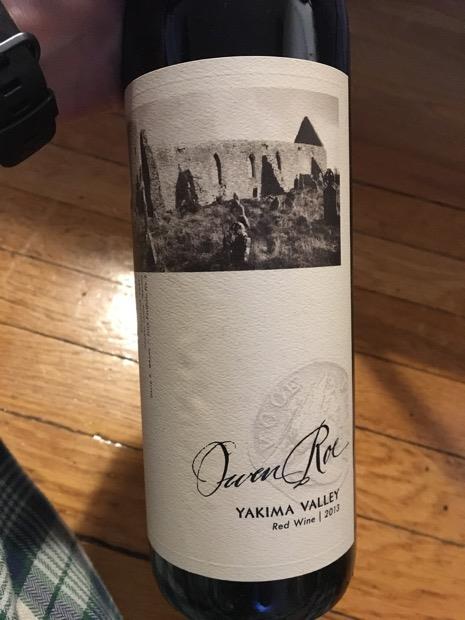 Owen Roe
YAKIMA VALLEY
Red Wine | 2013